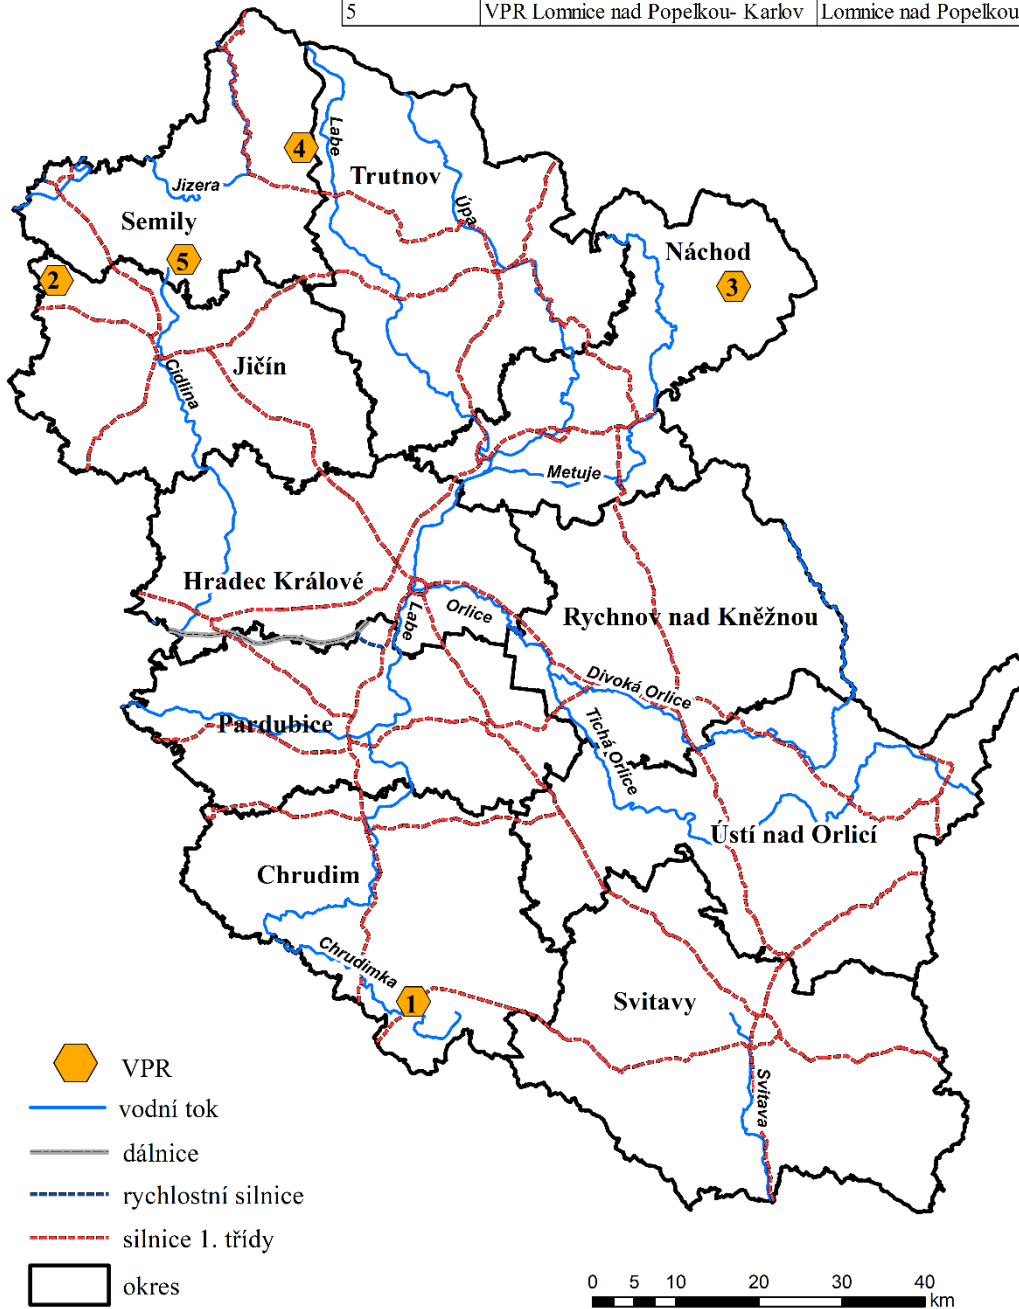 5 VPR Lomnice nad Popelkou- Karlov Lomnice nad Popelkou
Labe
4
Trutnov
Jizera
Úpa
Semily
Náchod
5
2
3
Jičín
Cidlina
Metuje
Hradec Králové
Labe
Orlice
Rychnov nad Kněžnou
Divoká Orlice
Tichá Orlice
Pardubice
Ústí nad Orlicí
Chrudim
Chrudimka
1
Svitavy
Svitava
VPR
vodní tok
dálnice
rychlostní silnice
silnice 1. třídy
okres
0 5 10 20 30 40
km